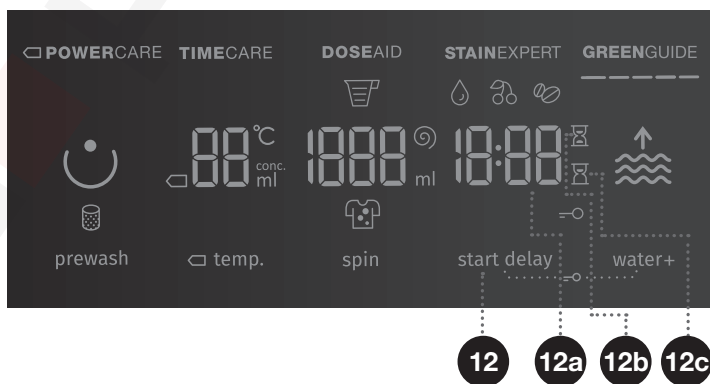 POWERCARE TIMECARE DOSEAID STAINEXPERT GREENGUIDE
88 °C 1888 18:88
conc.
ml ml
prewash temp. spin start delay water+
12 12a 12b 12c